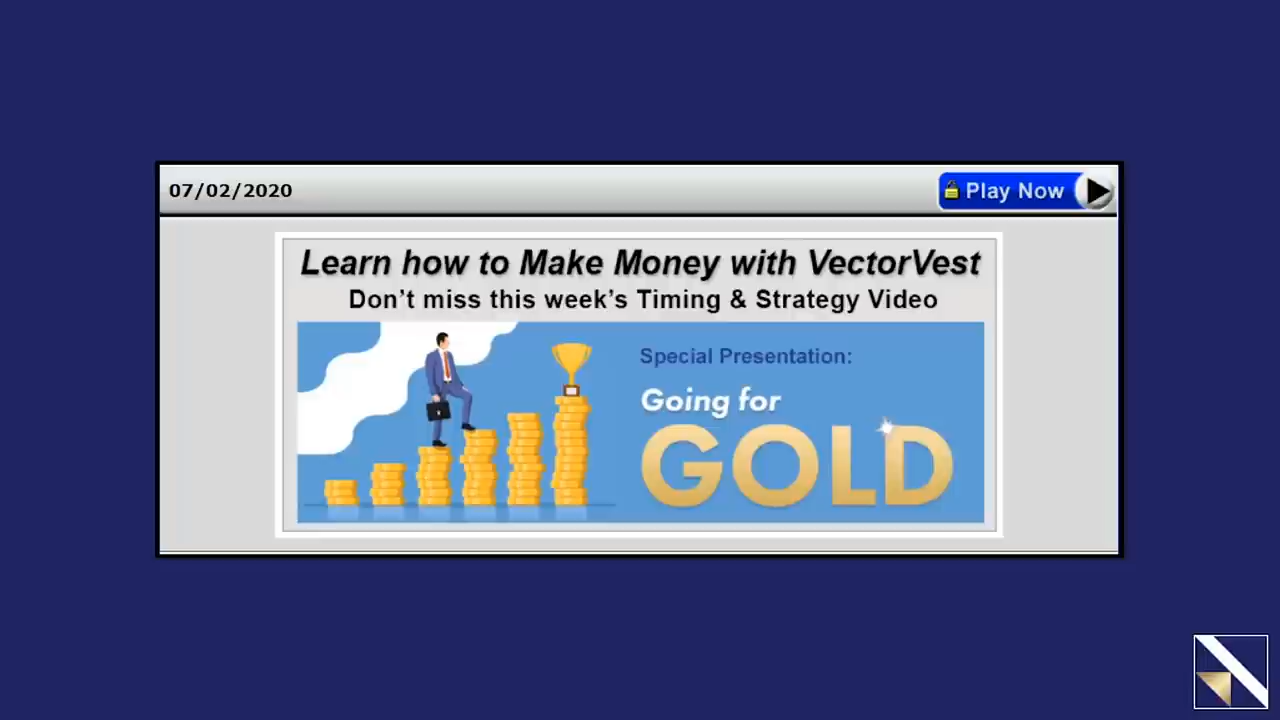 07/02/2020
Play Now
Learn how to Make Money with VectorVest
Don’t miss this week’s Timing & Strategy Video
Special Presentation:
Going for
GOLD